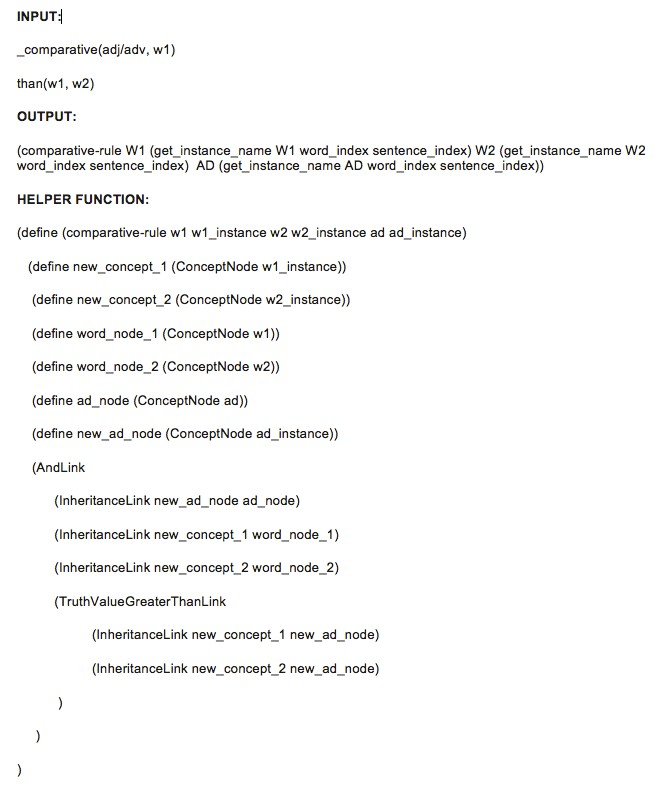 INPUT:
_comparative(adj/adv, w1)
than(w1, w2)
OUTPUT:
(comparative-rule W1 (get_instance_name W1 word_index sentence_index) W2 (get_instance_name W2
word_index sentence_index)  AD (get_instance_name AD word_index sentence_index))
HELPER FUNCTION:
(define (comparative-rule w1 w1_instance w2 w2_instance ad ad_instance)
(define new_concept_1 (ConceptNode w1_instance))
(define new_concept_2 (ConceptNode w2_instance))
(define word_node_1 (ConceptNode w1))
(define word_node_2 (ConceptNode w2))
(define ad_node (ConceptNode ad))
(define new_ad_node (ConceptNode ad_instance))
(AndLink
(InheritanceLink new_ad_node ad_node)
(InheritanceLink new_concept_1 word_node_1)
(InheritanceLink new_concept_2 word_node_2)
(TruthValueGreaterThanLink
(InheritanceLink new_concept_1 new_ad_node)
(InheritanceLink new_concept_2 new_ad_node)
)
)
)